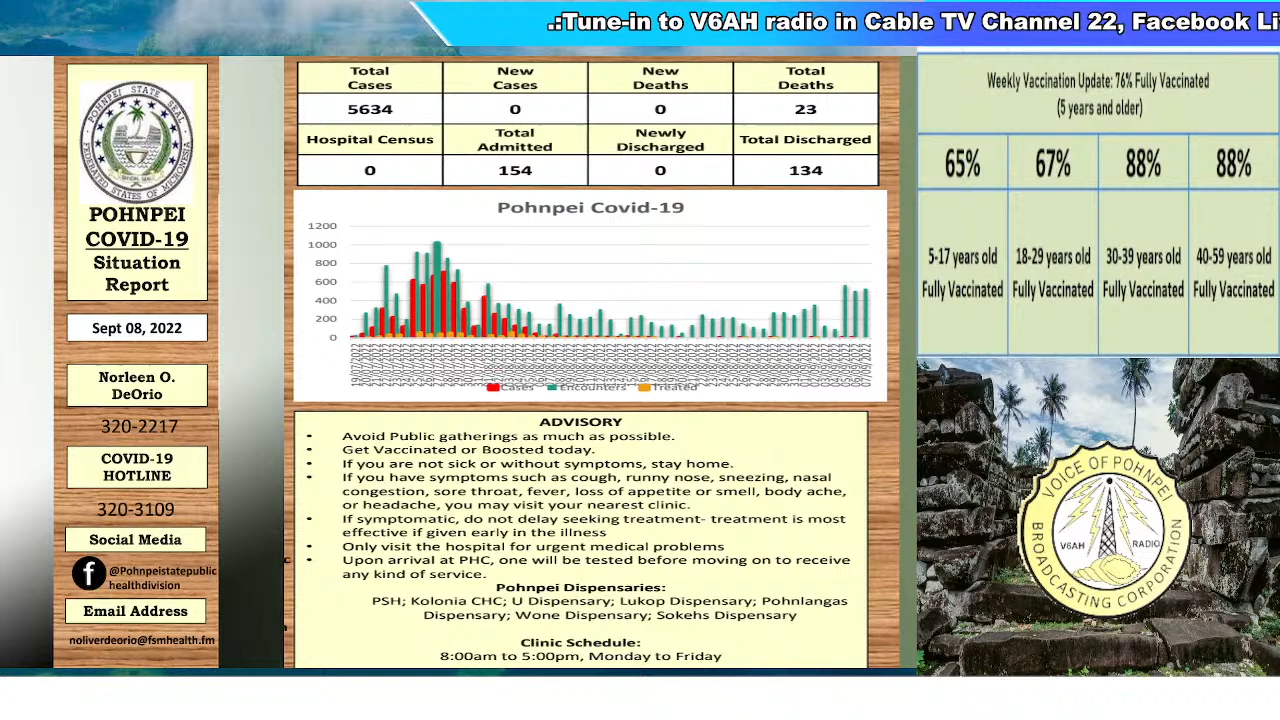 .:Tune-in to V6AH radio in Cable TV Channel 22, Facebook Li
POHNPEI STATE SEAL
FEDERATED STATES OF MICRONESIA
POHNPEI
COVID-19
Situation
Report
Sept 08, 2022
Norleen O.
DeOrio
320-2217
COVID-19
HOTLINE
320-3109
Social Media
f
@Pohnpeistatepublic
healthdivision
Email Address
noliverdeorio@fsmhealth.fm
Total Cases
New Cases
New Deaths
Total Deaths
5634
0
0
23
Hospital Census
Total Admitted
Newly Discharged
Total Discharged
0
154
0
134
Pohnpei Covid-19
1200
1000
800
600
400
200
0
Cases
Encounters
Treated
ADVISORY
• Avoid Public gatherings as much as possible.
• Get Vaccinated or Boosted today.
• If you are not sick or without symptoms, stay home.
• If you have symptoms such as cough, runny nose, sneezing, nasal
congestion, sore throat, fever, loss of appetite or smell, body ache,
or headache, you may visit your nearest clinic.
• If symptomatic, do not delay seeking treatment- treatment is most
effective if given early in the illness
• Only visit the hospital for urgent medical problems
• Upon arrival at PHC, one will be tested before moving on to receive
any kind of service.
Pohnpei Dispensaries:
PSH; Kolonia CHC; U Dispensary; Lukop Dispensary; Pohnlangas
Dispensary; Wone Dispensary; Sokehs Dispensary
Clinic Schedule:
8:00am to 5:00pm, Monday to Friday
Weekly Vaccination Update: 76% Fully Vaccinated
(5 years and older)
65%
67%
88%
88%
5-17 years old
Fully Vaccinated
18-29 years old
Fully Vaccinated
30-39 years old
Fully Vaccinated
40-59 years old
Fully Vaccinated
VOICE OF POHNPEI
V6AH RADIO
BROADCASTING CORPORATION